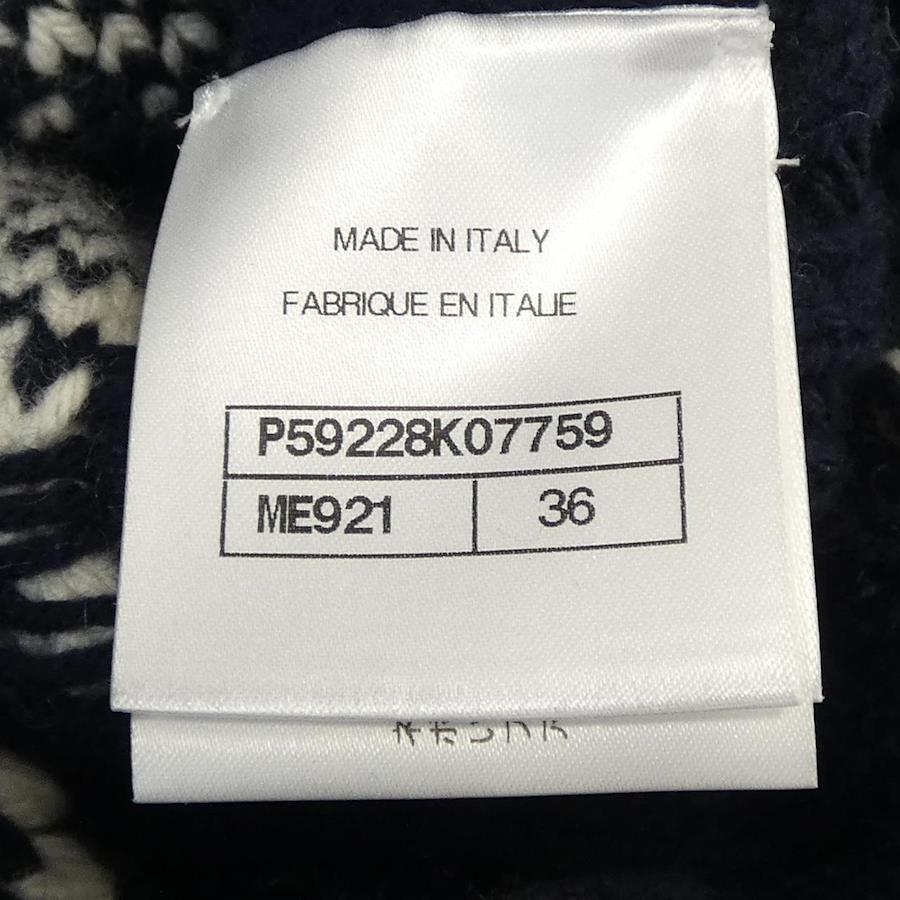 MADE IN ITALY
FABRIQUE EN ITALIE
P59228K07759
ME921 36